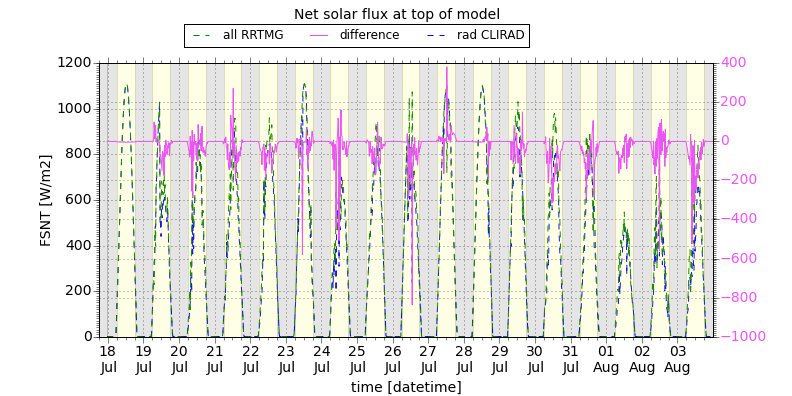 Net solar flux at top of model
all RRTMG difference rad CLIRAD
FSNT [W/m2]
1200
1000
800
600
400
200
0
400
200
0
−200
−400
−600
−800
−1000
18 19 20 21 22 23 24 25 26 27 28 29 30 31 01 02 03
Jul Jul Jul Jul Jul Jul Jul Jul Jul Jul Jul Jul Jul Jul Aug Aug Aug
time [datetime]